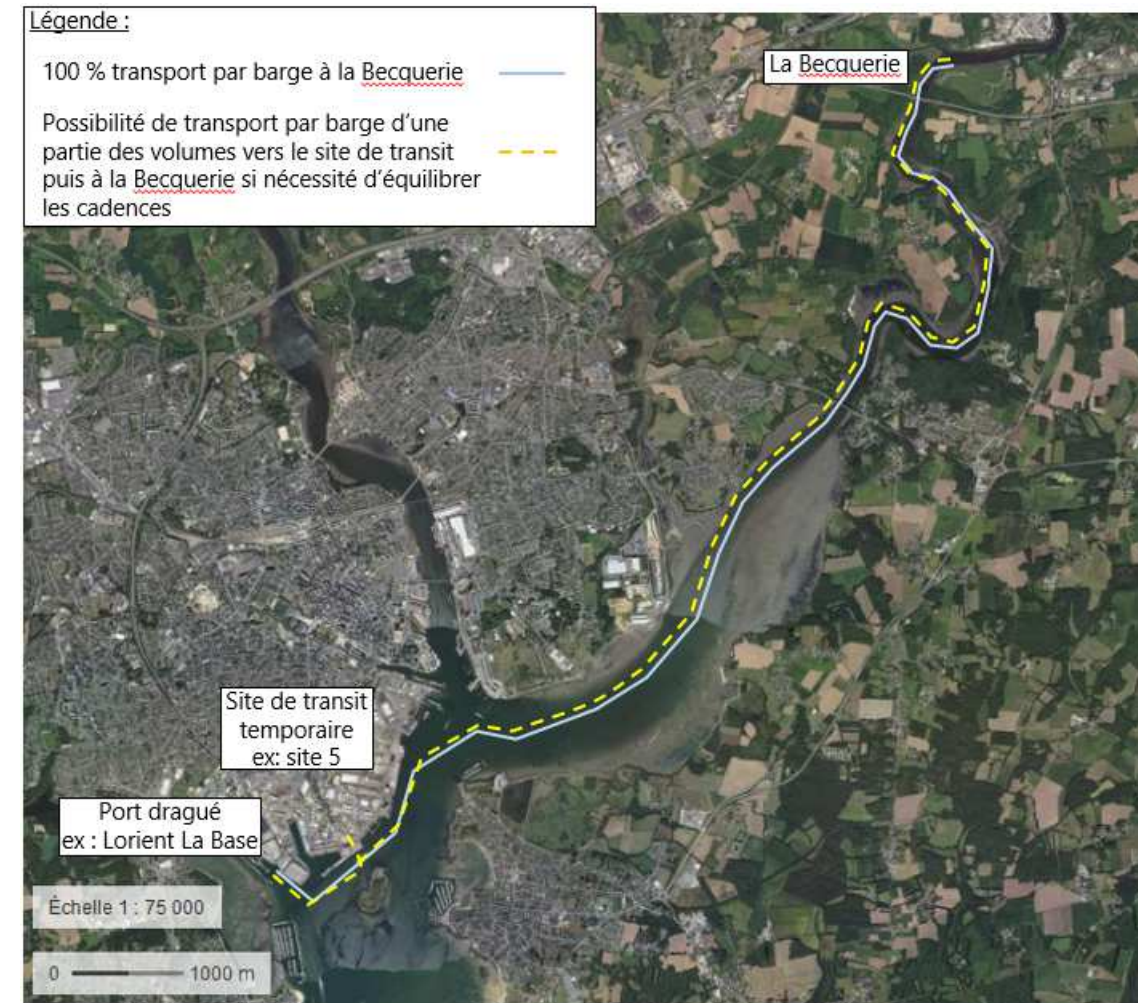 Légende :
100 % transport par barge à la Becquerie
Possibilité de transport par barge d'une
partie des volumes vers le site de transit
puis à la Becquerie si nécessité d'équilibrer
les cadences
La Becquerie
Site de transit
temporaire
ex: site 5
Port dragué
ex : Lorient La Base
Échelle 1 : 75 000
0 1000 m